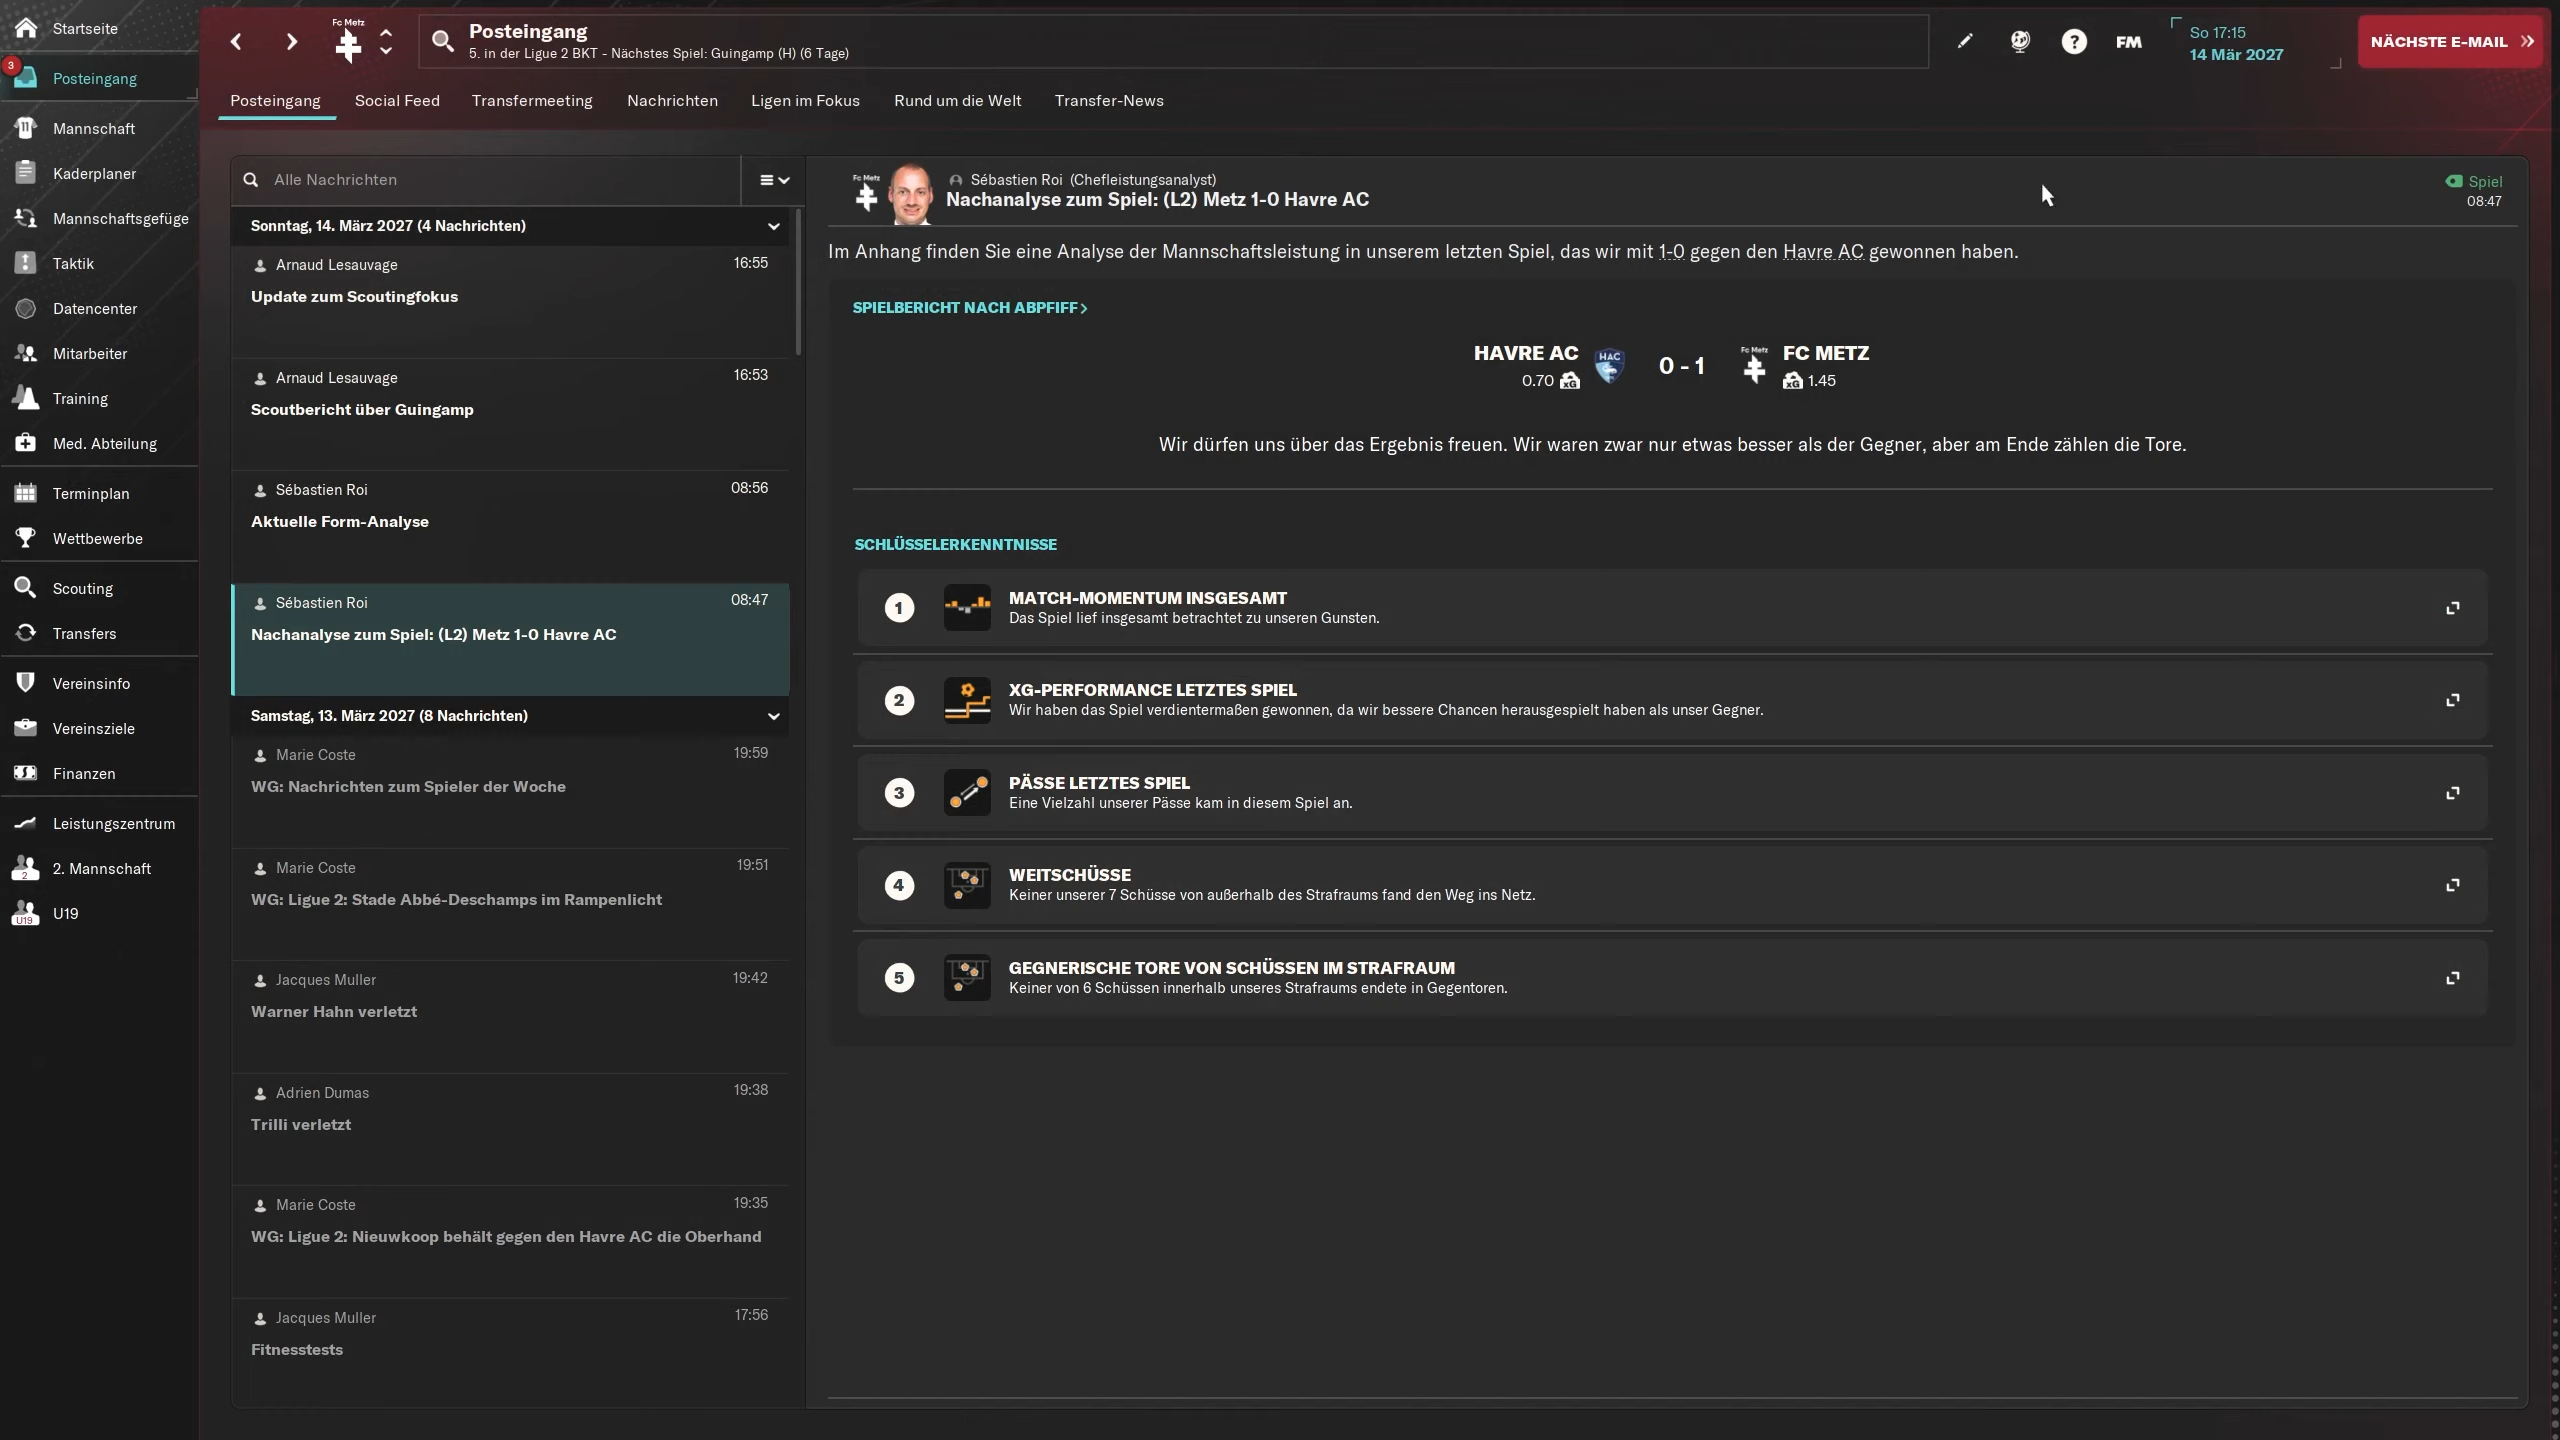 Startseite
3
Posteingang
Mannschaft
Kaderplaner
Mannschaftsgefüge
Taktik
Datencenter
Mitarbeiter
Training
Med. Abteilung
Terminplan
Wettbewerbe
Scouting
Transfers
Vereinsinfo
Vereinsziele
Finanzen
Leistungszentrum
2
2. Mannschaft
U19
U19
Fc Metz
Posteingang
5. in der Ligue 2 BKT - Nächstes Spiel: Guingamp (H) (6 Tage)
?
FM
So 17:15
14 Mär 2027
NÄCHSTE E-MAIL
Posteingang
Social Feed
Transfermeeting
Nachrichten
Ligen im Fokus
Rund um die Welt
Transfer-News
Alle Nachrichten
Sonntag, 14. März 2027 (4 Nachrichten)
Arnaud Lesauvage 16:55
Update zum Scoutingfokus
Arnaud Lesauvage 16:53
Scoutbericht über Guingamp
Sébastien Roi 08:56
Aktuelle Form-Analyse
Sébastien Roi 08:47
Nachanalyse zum Spiel: (L2) Metz 1-0 Havre AC
Samstag, 13. März 2027 (8 Nachrichten)
Marie Coste 19:59
WG: Nachrichten zum Spieler der Woche
Marie Coste 19:51
WG: Ligue 2: Stade Abbé-Deschamps im Rampenlicht
Jacques Muller 19:42
Warner Hahn verletzt
Adrien Dumas 19:38
Trilli verletzt
Marie Coste 19:35
WG: Ligue 2: Nieuwkoop behält gegen den Havre AC die Oberhand
Jacques Muller 17:56
Fitnesstests
Fc Metz
Sébastien Roi (Chefleistungsanalyst)
Nachanalyse zum Spiel: (L2) Metz 1-0 Havre AC
Spiel
08:47
Im Anhang finden Sie eine Analyse der Mannschaftsleistung in unserem letzten Spiel, das wir mit 1-0 gegen den Havre AC gewonnen haben.
SPIELBERICHT NACH ABPFIFF
HAVRE AC
0.70 xG
HAC
0 - 1
Fc Metz
FC METZ
xG 1.45
Wir dürfen uns über das Ergebnis freuen. Wir waren zwar nur etwas besser als der Gegner, aber am Ende zählen die Tore.
SCHLÜSSELERKENNTNISSE
1
MATCH-MOMENTUM INSGESAMT
Das Spiel lief insgesamt betrachtet zu unseren Gunsten.
2
XG-PERFORMANCE LETZTES SPIEL
Wir haben das Spiel verdientermaßen gewonnen, da wir bessere Chancen herausgespielt haben als unser Gegner.
3
PÄSSE LETZTES SPIEL
Eine Vielzahl unserer Pässe kam in diesem Spiel an.
4
WEITSCHÜSSE
Keiner unserer 7 Schüsse von außerhalb des Strafraums fand den Weg ins Netz.
5
GEGNERISCHE TORE VON SCHÜSSEN IM STRAFRAUM
Keiner von 6 Schüssen innerhalb unseres Strafraums endete in Gegentoren.